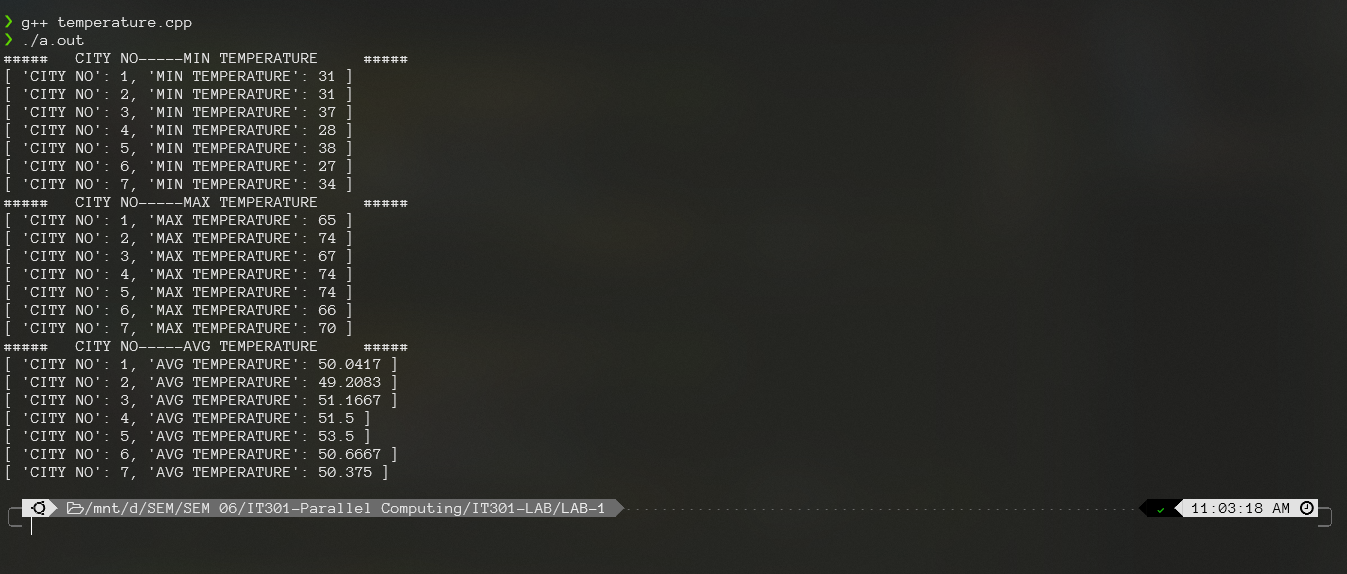 ❯ g++ temperature.cpp
❯ ./a.out
#####   CITY NO-----MIN TEMPERATURE     #####
[ 'CITY NO': 1, 'MIN TEMPERATURE': 31 ]
[ 'CITY NO': 2, 'MIN TEMPERATURE': 31 ]
[ 'CITY NO': 3, 'MIN TEMPERATURE': 37 ]
[ 'CITY NO': 4, 'MIN TEMPERATURE': 28 ]
[ 'CITY NO': 5, 'MIN TEMPERATURE': 38 ]
[ 'CITY NO': 6, 'MIN TEMPERATURE': 27 ]
[ 'CITY NO': 7, 'MIN TEMPERATURE': 34 ]
#####   CITY NO-----MAX TEMPERATURE     #####
[ 'CITY NO': 1, 'MAX TEMPERATURE': 65 ]
[ 'CITY NO': 2, 'MAX TEMPERATURE': 74 ]
[ 'CITY NO': 3, 'MAX TEMPERATURE': 67 ]
[ 'CITY NO': 4, 'MAX TEMPERATURE': 74 ]
[ 'CITY NO': 5, 'MAX TEMPERATURE': 74 ]
[ 'CITY NO': 6, 'MAX TEMPERATURE': 66 ]
[ 'CITY NO': 7, 'MAX TEMPERATURE': 70 ]
#####   CITY NO-----AVG TEMPERATURE     #####
[ 'CITY NO': 1, 'AVG TEMPERATURE': 50.0417 ]
[ 'CITY NO': 2, 'AVG TEMPERATURE': 49.2083 ]
[ 'CITY NO': 3, 'AVG TEMPERATURE': 51.1667 ]
[ 'CITY NO': 4, 'AVG TEMPERATURE': 51.5 ]
[ 'CITY NO': 5, 'AVG TEMPERATURE': 53.5 ]
[ 'CITY NO': 6, 'AVG TEMPERATURE': 50.6667 ]
[ 'CITY NO': 7, 'AVG TEMPERATURE': 50.375 ]
/mnt/d/SEM/SEM 06/IT301-Parallel Computing/IT301-LAB/LAB-1 ✓ 11:03:18 AM